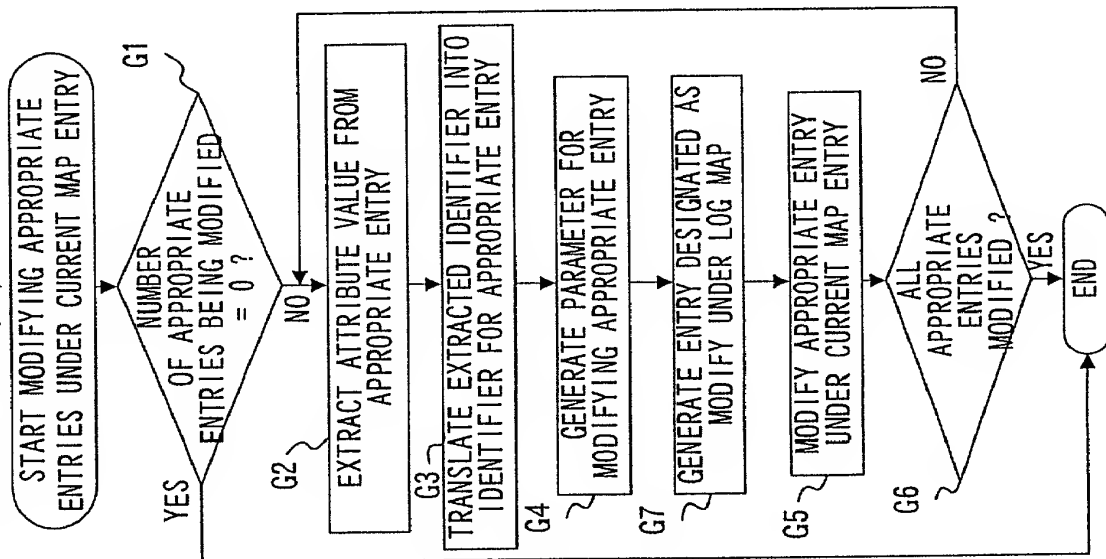 START MODIFYING APPROPRIATE
ENTRIES UNDER CURRENT MAP ENTRY
G1
NUMBER
OF APPROPRIATE
ENTRIES BEING MODIFIED
= 0 ?
YES
NO
G2
EXTRACT ATTRIBUTE VALUE FROM
APPROPRIATE ENTRY
G3
TRANSLATE EXTRACTED IDENTIFIER INTO
IDENTIFIER FOR APPROPRIATE ENTRY
G4
GENERATE PARAMETER FOR
MODIFYING APPROPRIATE ENTRY
G7
GENERATE ENTRY DESIGNATED AS
MODIFY UNDER LOG MAP
G5
MODIFY APPROPRIATE ENTRY
UNDER CURRENT MAP ENTRY
G6
ALL
APPROPRIATE
ENTRIES
MODIFIED ?
NO
YES
END